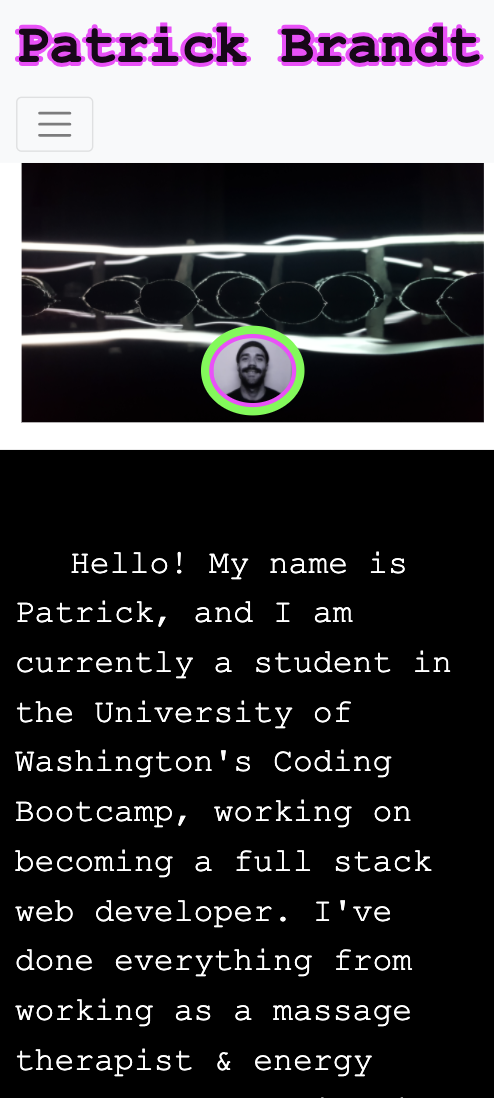 Patrick Brandt
Hello! My name is
Patrick, and I am
currently a student in
the University of
Washington's Coding
Bootcamp, working on
becoming a full stack
web developer. I've
done everything from
working as a massage
therapist & energy